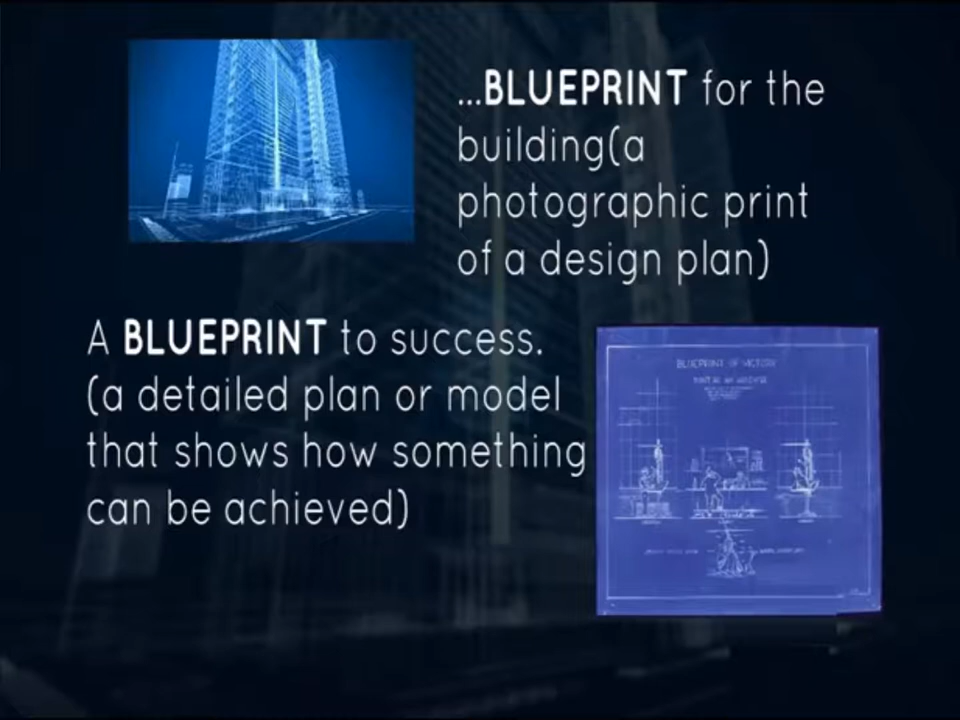 ...BLUEPRINT for the
building(a
photographic print
of a design plan)
A BLUEPRINT to success.
(a detailed plan or model
that shows how something
can be achieved)
BLUEPRINT OF VICTORY